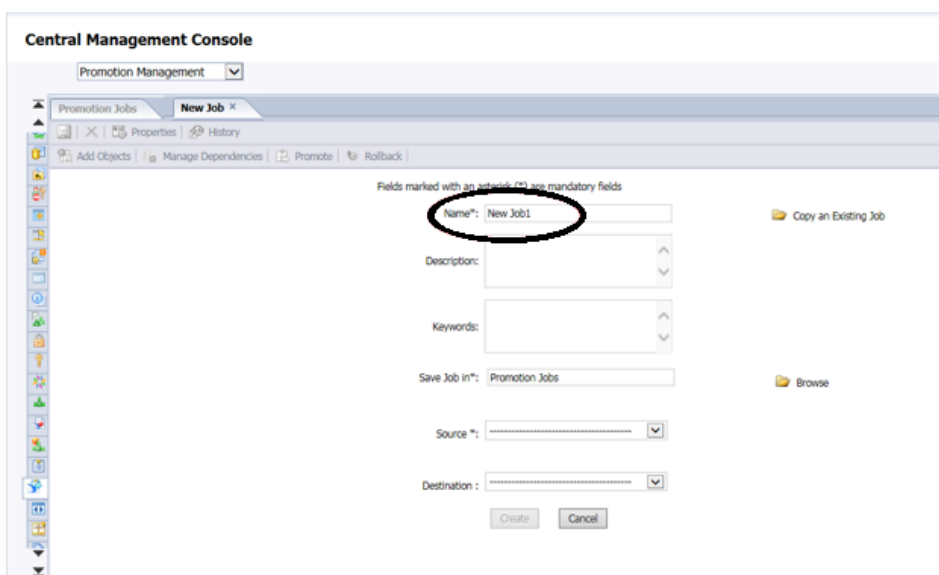 Central Management Console
Promotion Management
Promotion Jobs New Job ×
Properties History
Add Objects Manage Dependencies Promote Rollback
Fields marked with an asterisk (*) are mandatory fields
Name*: New Job1 Copy an Existing Job
Description:
Keywords:
Save Job in*: Promotion Jobs Browse
Source *: ----------------------------------------
Destination : ----------------------------------------
Create Cancel